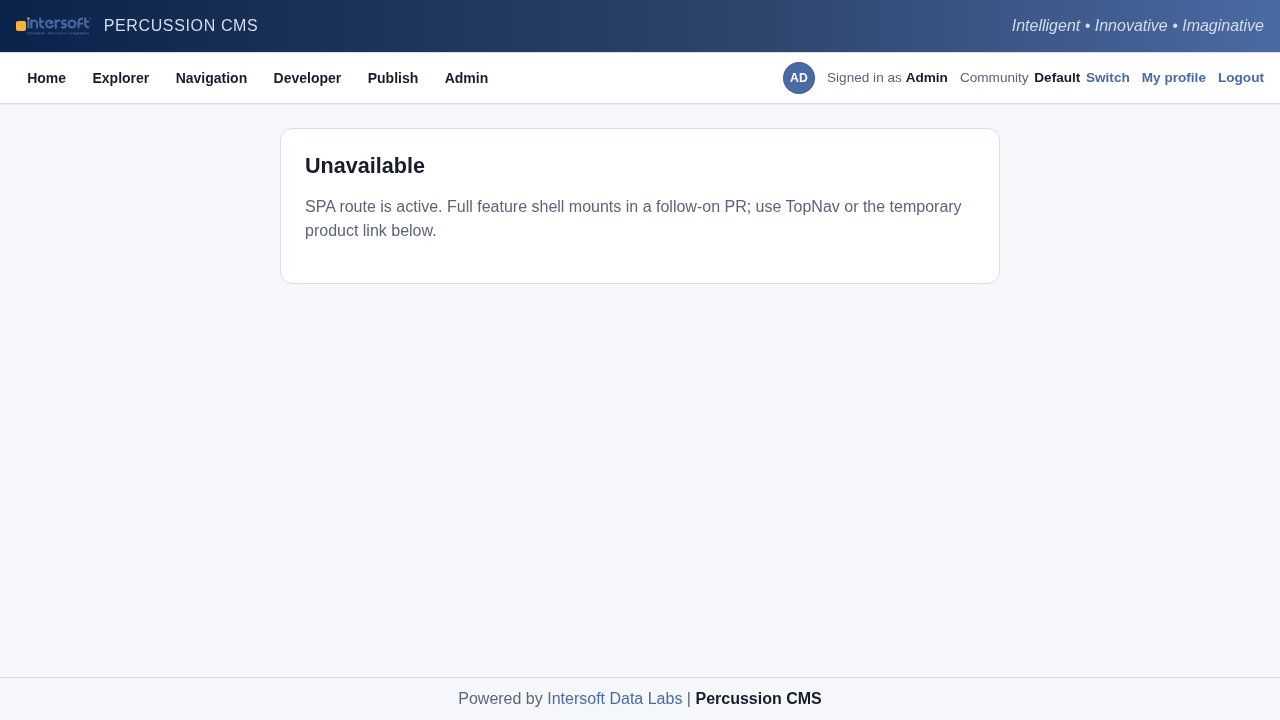 intersoft PERCUSSION CMS Intelligent • Innovative • Imaginative
Home Explorer Navigation Developer Publish Admin AD Signed in as Admin Community Default Switch My profile Logout
Unavailable
SPA route is active. Full feature shell mounts in a follow-on PR; use TopNav or the temporary
product link below.
Powered by Intersoft Data Labs | Percussion CMS